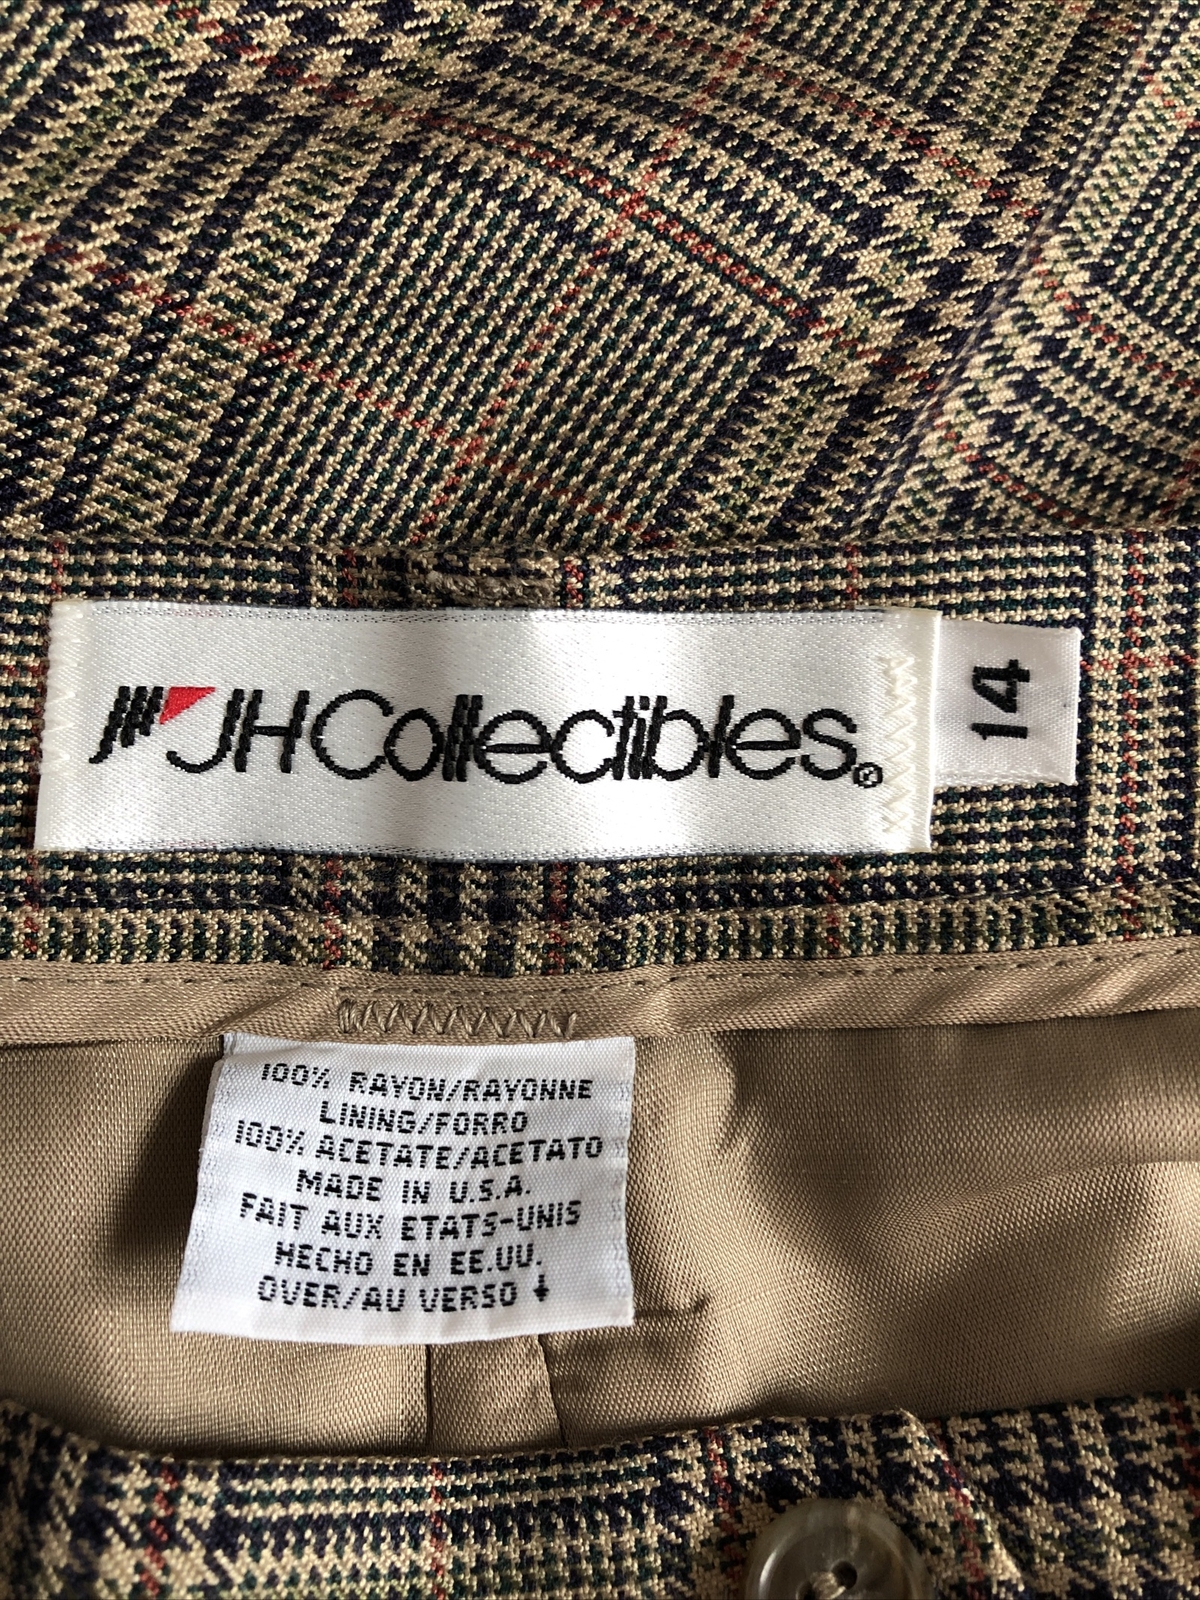 JHCollectibles®
14
100% RAYON/RAYONNE
LINING/FORRO
100% ACETATE/ACETATO
MADE IN U.S.A.
FAIT AUX ETATS-UNIS
HECHO EN EE.UU.
OVER/AU VERSO ↓